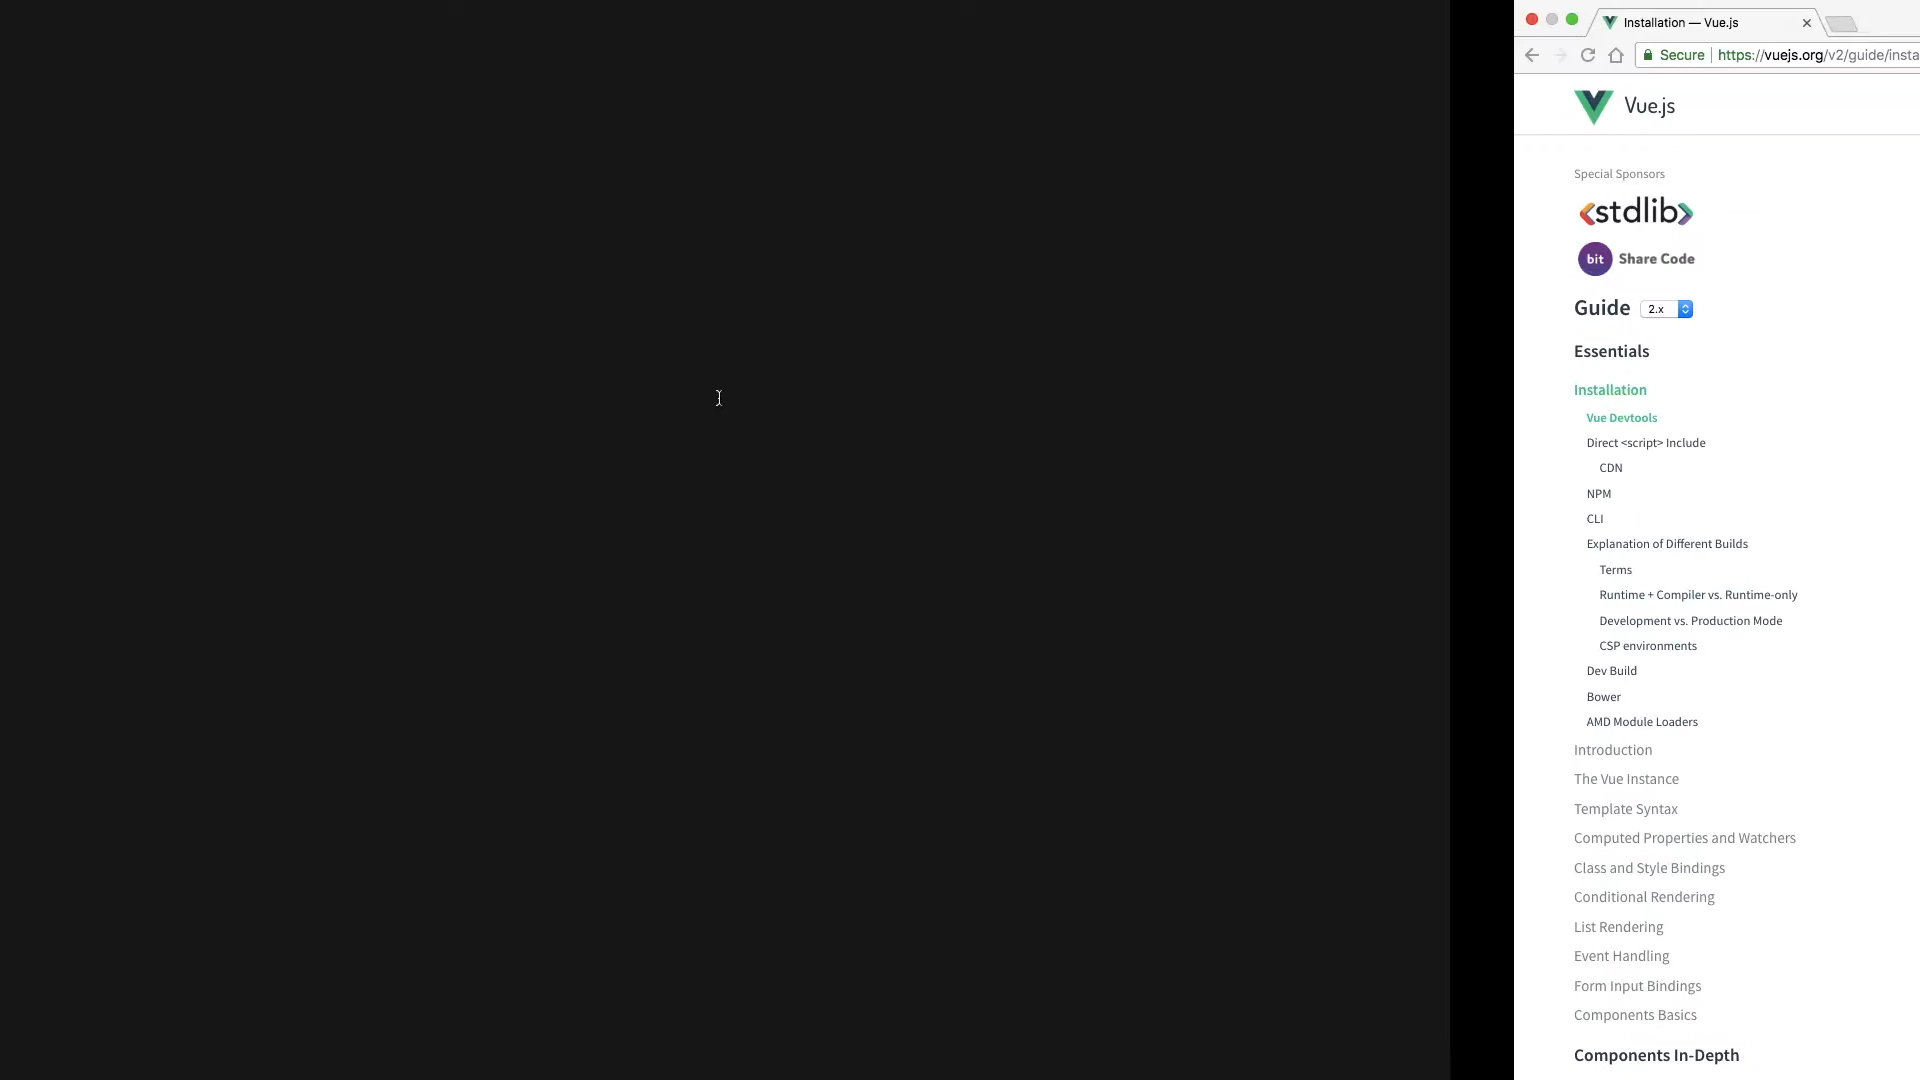 Installation — Vue.js
Secure
https://vuejs.org/v2/guide/insta
Vue.js
Special Sponsors
<stdlib>
bit Share Code
Guide 2.x
Essentials
Installation
Vue Devtools
Direct <script> Include
CDN
NPM
CLI
Explanation of Different Builds
Terms
Runtime + Compiler vs. Runtime-only
Development vs. Production Mode
CSP environments
Dev Build
Bower
AMD Module Loaders
Introduction
The Vue Instance
Template Syntax
Computed Properties and Watchers
Class and Style Bindings
Conditional Rendering
List Rendering
Event Handling
Form Input Bindings
Components Basics
Components In-Depth